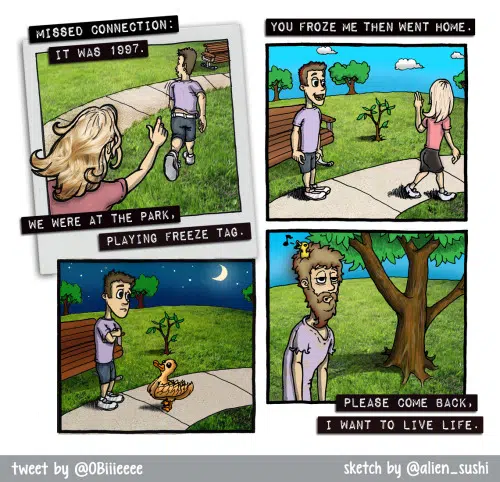 MISSED CONNECTION:
IT WAS 1997.
WE WERE AT THE PARK,
PLAYING FREEZE TAG.
YOU FROZE ME THEN WENT HOME.
PLEASE COME BACK,
I WANT TO LIVE LIFE.
tweet by @OBiiieeee
sketch by @alien_sushi